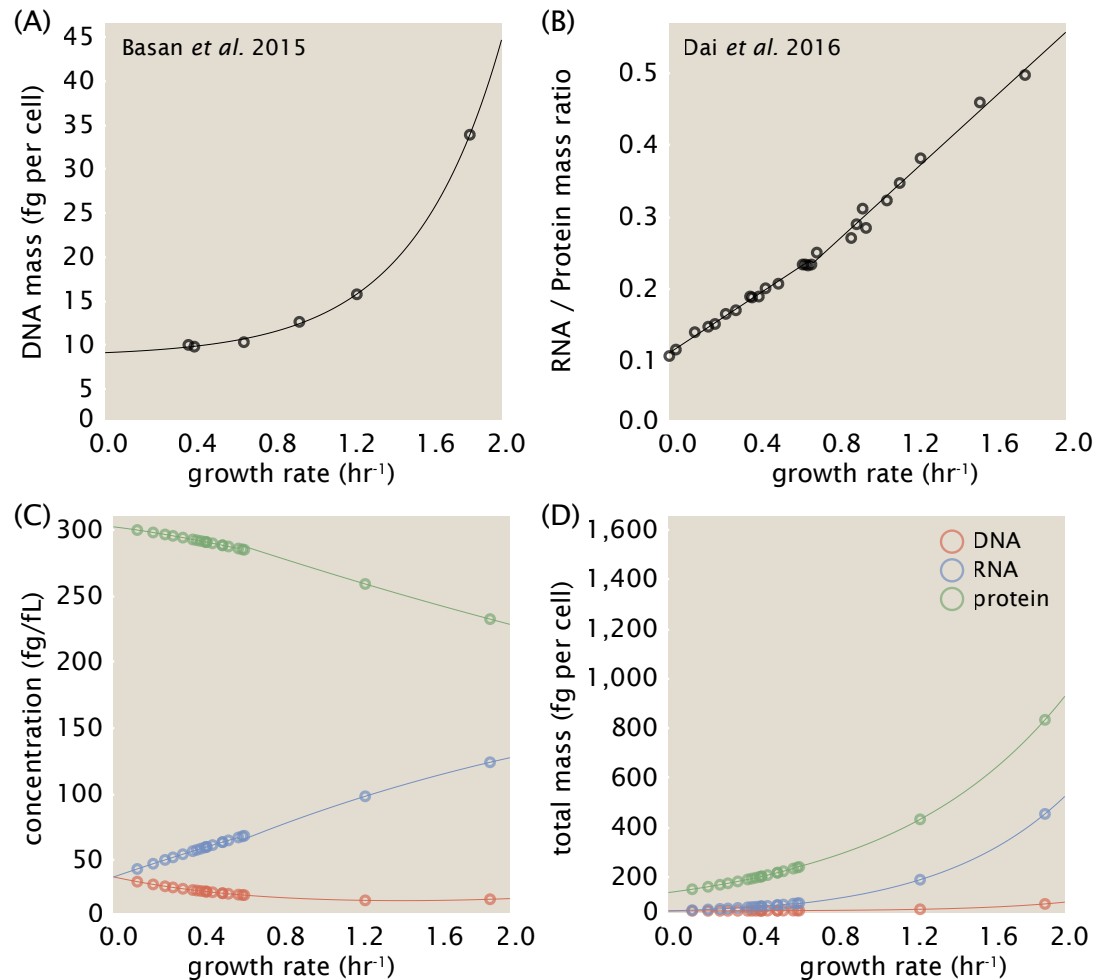 (A)
Basan et al. 2015
DNA mass (fg per cell)
45
40
35
30
25
20
15
10
5
0
0.0 0.4 0.8 1.2 1.6 2.0
growth rate (hr⁻¹)
(B)
Dai et al. 2016
RNA / Protein mass ratio
0.5
0.4
0.3
0.2
0.1
0.0
0.0 0.4 0.8 1.2 1.6 2.0
growth rate (hr⁻¹)
(C)
concentration (fg/fL)
300
250
200
150
100
50
0
0.0 0.4 0.8 1.2 1.6 2.0
growth rate (hr⁻¹)
(D)
total mass (fg per cell)
1,600
1,400
1,200
1,000
800
600
400
200
0
DNA
RNA
protein
0.0 0.4 0.8 1.2 1.6 2.0
growth rate (hr⁻¹)